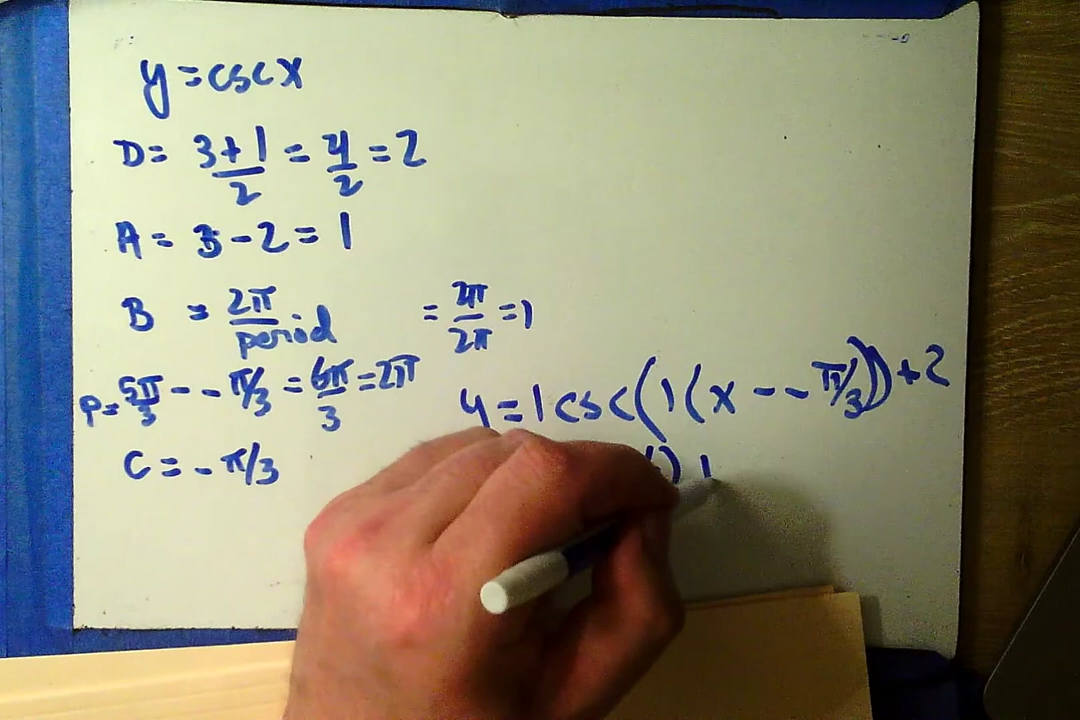 y = csc x
D = 3+1/2 = 4/2 = 2
A = 3 - 2 = 1
B = 2π/period = 2π/2π = 1
P = 5π/3 - - π/3 = 6π/3 = 2π
y = 1 csc (1 (x - - π/3)) + 2
C = - π/3